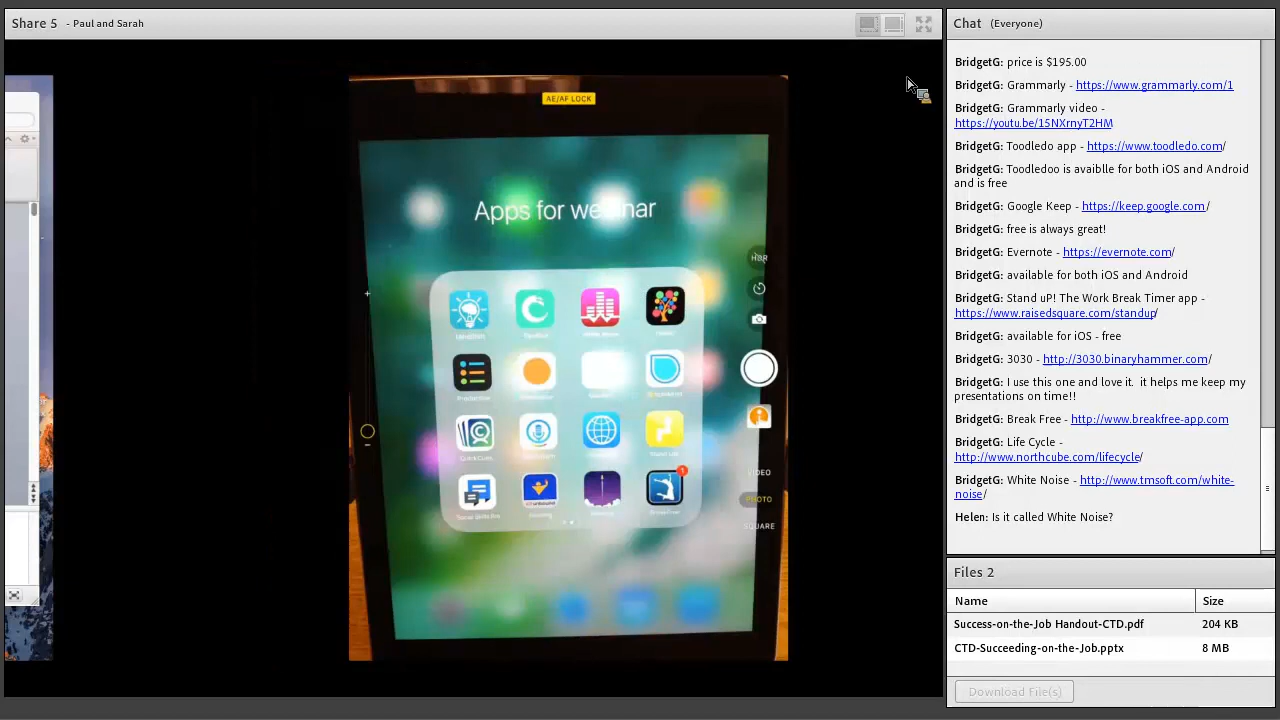 Share 5 - Paul and Sarah
AE/AF LOCK
Apps for webinar
HDR
Productive
VIDEO
PHOTO
SQUARE
1
Chat (Everyone)
BridgetG: price is $195.00
BridgetG: Grammarly - https://www.grammarly.com/1
BridgetG: Grammarly video -
https://youtu.be/15NXrnyT2HM
BridgetG: Toodledo app - https://www.toodledo.com/
BridgetG: Toodledoo is avaiblle for both iOS and Android
and is free
BridgetG: Google Keep - https://keep.google.com/
BridgetG: free is always great!
BridgetG: Evernote - https://evernote.com/
BridgetG: available for both iOS and Android
BridgetG: StandUP! The Work Break Timer app -
https://www.raisedsquare.com/standup/
BridgetG: available for iOS - free
BridgetG: 3030 - http://3030.binaryhammer.com/
BridgetG: I use this one and love it. it helps me keep my
presentations on time!!
BridgetG: Break Free - http://www.breakfree-app.com
BridgetG: Life Cycle -
http://www.northcube.com/lifecycle/
BridgetG: White Noise - http://www.tmsoft.com/white-
noise/
Helen: Is it called White Noise?
Files 2
Name Size
Success-on-the-Job Handout-CTD.pdf 204 KB
CTD-Succeeding-on-the-Job.pptx 8 MB
Download File(s)